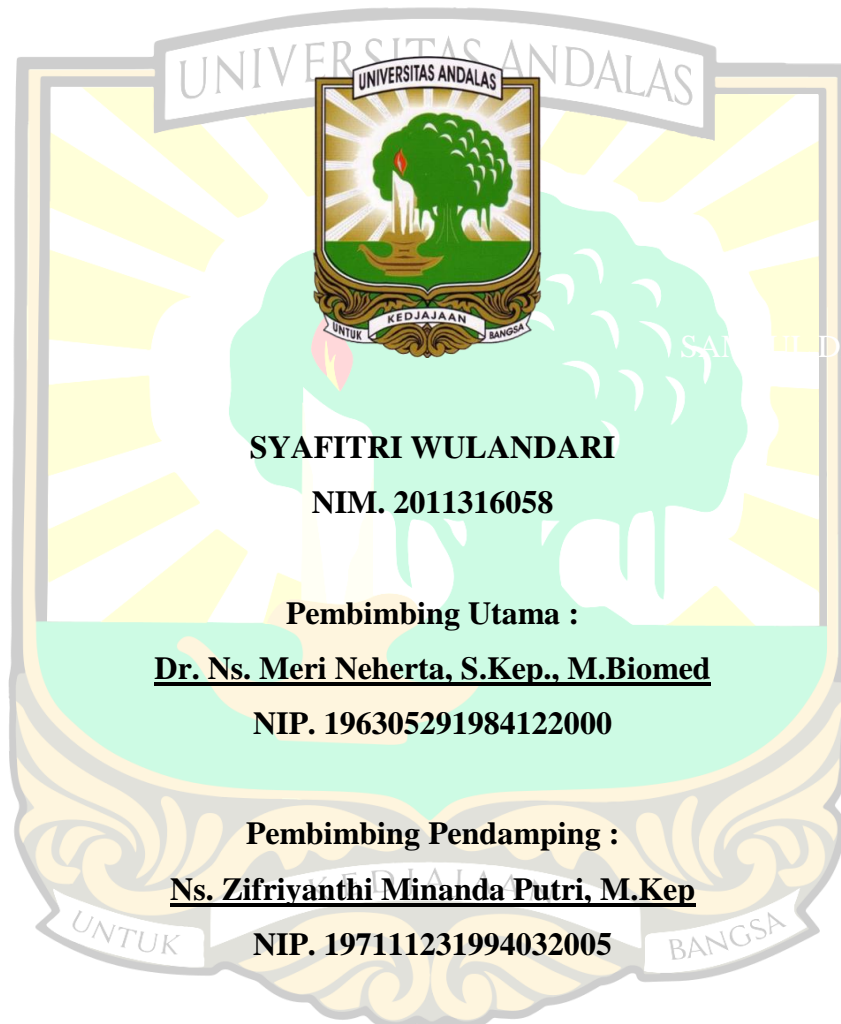 UNIVERSITAS ANDALAS
UNIVERSITAS ANDALAS
UNTUK KEDJAJAAN BANGSA
SYAFITRI WULANDARI
NIM. 2011316058
Pembimbing Utama :
Dr. Ns. Meri Neherta, S.Kep., M.Biomed
NIP. 196305291984122000
Pembimbing Pendamping :
Ns. Zifriyanthi Minanda Putri, M.Kep
NIP. 197111231994032005
UNTUK KEDJAJAAN BANGSA